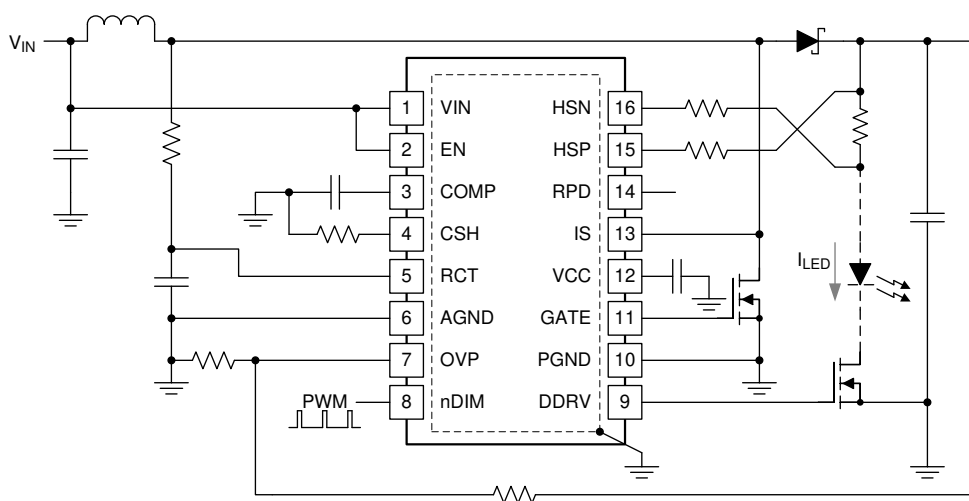 VIN
1 VIN HSN 16
2 EN HSP 15
3 COMP RPD 14
4 CSH IS 13
5 RCT VCC 12
6 AGND GATE 11
7 OVP PGND 10
8 nDIM DDRV 9
ILED
PWM